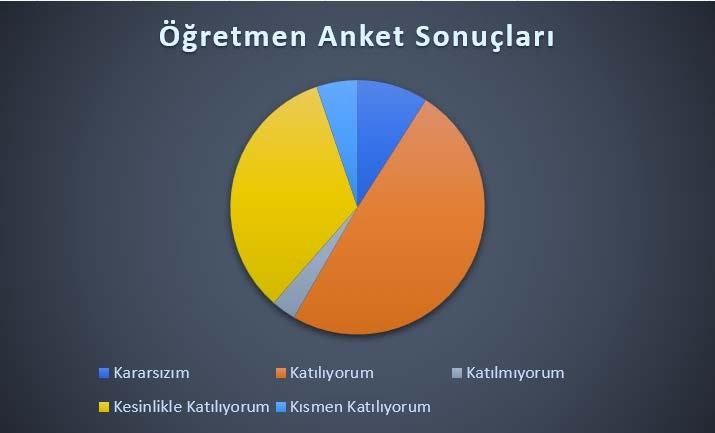 Öğretmen Anket Sonuçları
Kararsızım Katılıyorum Katılmıyorum
Kesinlikle Katılıyorum Kısmen Katılıyorum